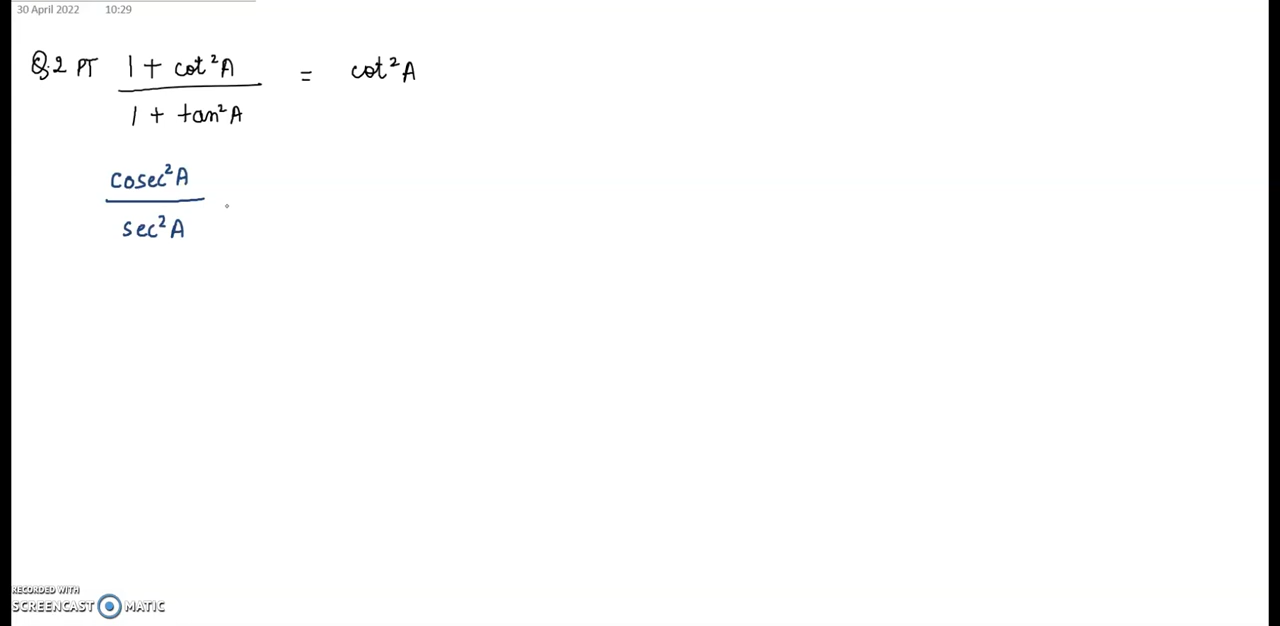 30 April 2022 10:29
Q.2 PT (1 + cot²A)/(1 + tan²A) = cot²A
cosec²A/sec²A
RECORDED WITH
SCREENCAST MATIC